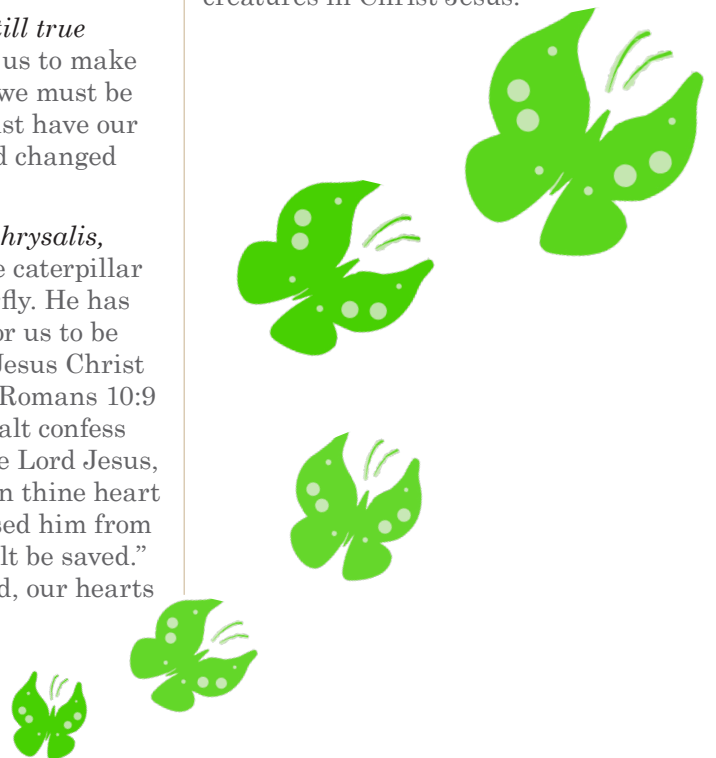 till true
us to make
we must be
st have our
d changed
hrysalis,
e caterpillar
fly. He has
or us to be
Jesus Christ
Romans 10:9
alt confess
e Lord Jesus,
n thine heart
sed him from
lt be saved.”
d, our hearts
creatures in Christ Jesus.